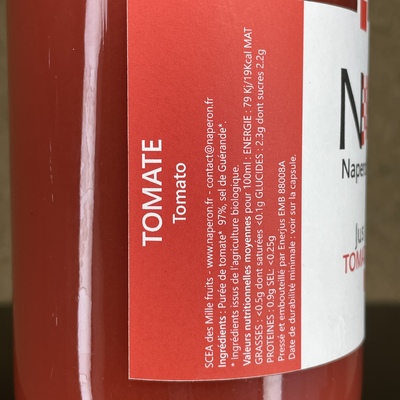 TOMATE
Tomato
SCEA des Mille fruits - www.naperon.fr - contact@naperon.fr
Ingrédients : Purée de tomate* 97%, sel de Guérande*.
* Ingrédients issus de l'agriculture biologique.
Valeurs nutritionnelles moyennes pour 100ml : ENERGIE : 79 Kj/19Kcal MAT
GRASSES : <0.5g dont saturées <0.1g GLUCIDES : 2.3g dont sucres 2.2g
PROTEINES : 0.9g SEL: <0.25g
Pressé et embouteillé par Enerjus EMB 88008A
Date de durabilité minimale : voir sur la capsule.